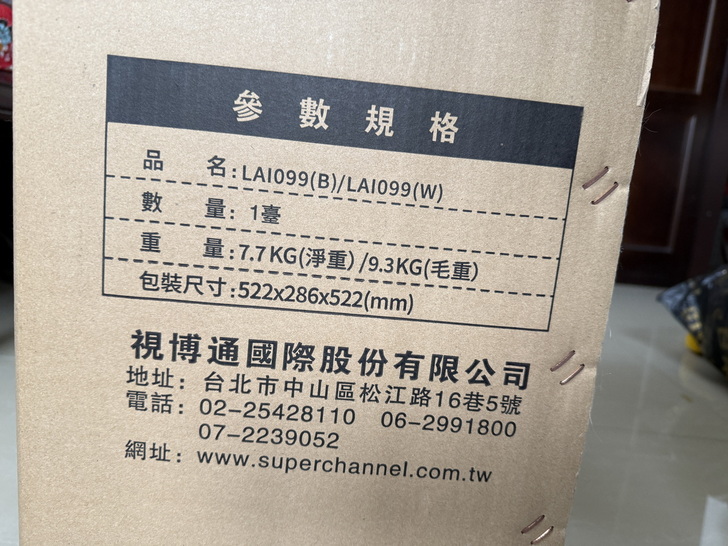 參數規格
品名:LAI099(B)/LAI099(W)
數量:1臺
重量:7.7KG(淨重)/9.3KG(毛重)
包裝尺寸:522x286x522(mm)
視博通國際股份有限公司
地址:台北市中山區松江路16巷5號
電話:02-25428110 06-2991800
07-2239052
網址:www.superchannel.com.tw